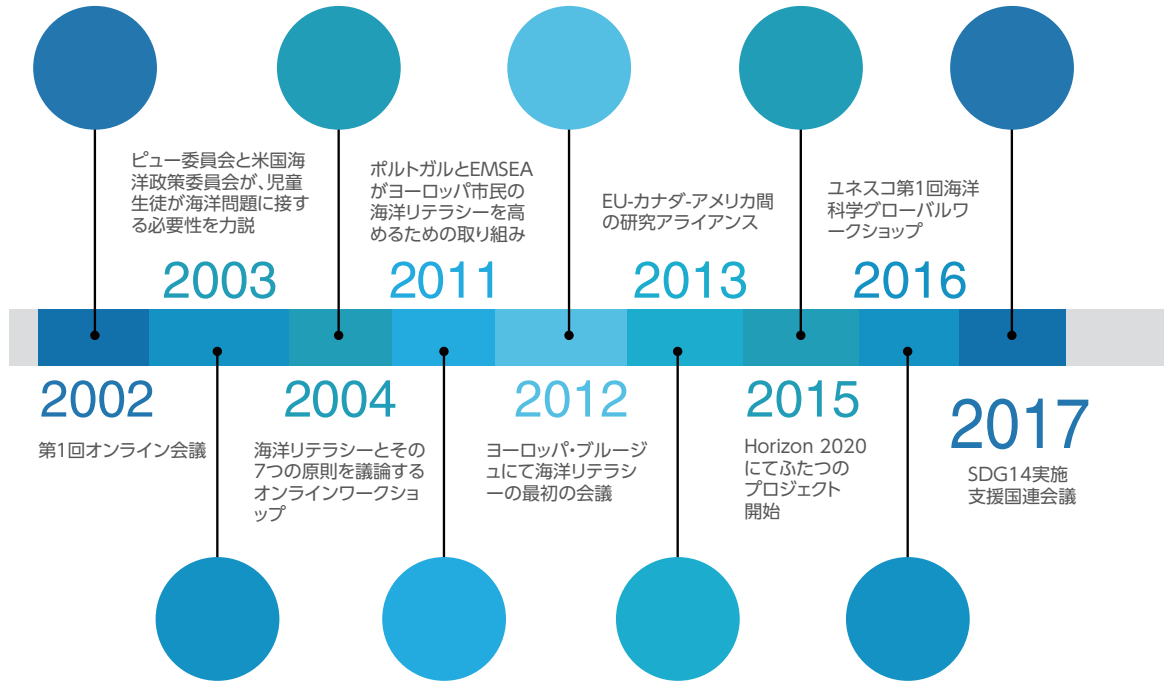 ピュー委員会と米国海
洋政策委員会が、児童
生徒が海洋問題に接す
る必要性を力説
2003
ポルトガルとEMSEA
がヨーロッパ市民の
海洋リテラシーを高
めるための取り組み
2011
EU-カナダ-アメリカ間
の研究アライアンス
2013
ユネスコ第1回海洋
科学グローバルワ
ークショップ
2016
2002
第1回オンライン会議
2004
海洋リテラシーとその
7つの原則を議論する
オンラインワークショ
ップ
2012
ヨーロッパ・ブルージ
ュにて海洋リテラシ
ーの最初の会議
2015
Horizon 2020
にてふたつの
プロジェクト
開始
2017
SDG14実施
支援国連会議